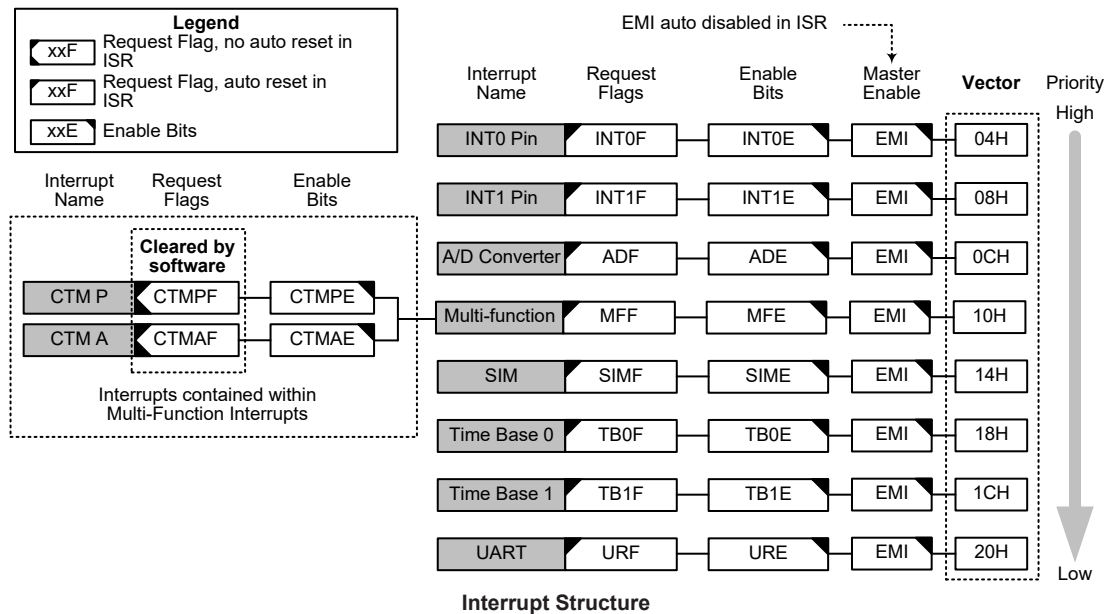 Legend
xxF Request Flag, no auto reset in
ISR
xxF Request Flag, auto reset in
ISR
xxE Enable Bits
EMI auto disabled in ISR
Interrupt
Name
Request
Flags
Enable
Bits
Master
Enable
Vector
Priority
High
INT0 Pin INT0F INT0E EMI 04H
INT1 Pin INT1F INT1E EMI 08H
A/D Converter ADF ADE EMI 0CH
Multi-function MFF MFE EMI 10H
SIM SIMF SIME EMI 14H
Time Base 0 TB0F TB0E EMI 18H
Time Base 1 TB1F TB1E EMI 1CH
UART URF URE EMI 20H
Low
Interrupt
Name
Request
Flags
Enable
Bits
Cleared by
software
CTM P CTMPF CTMPE
CTM A CTMAF CTMAE
Interrupts contained within
Multi-Function Interrupts
Interrupt Structure